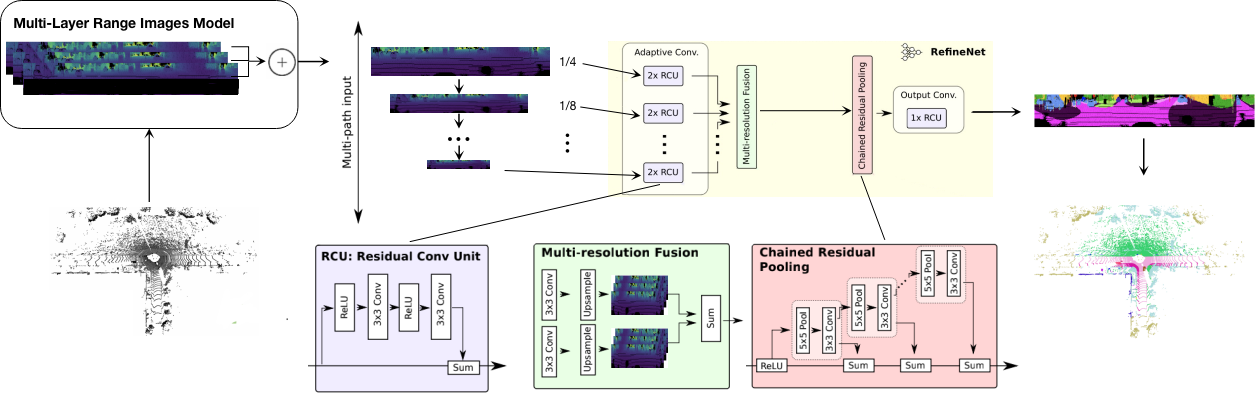 Multi-Layer Range Images Model
+
Multi-path input
1/4
1/8
Adaptive Conv.
2x RCU
2x RCU
2x RCU
Multi-resolution Fusion
Chained Residual Pooling
RefineNet
Output Conv.
1x RCU
RCU: Residual Conv Unit
ReLU
3x3 Conv
ReLU
3x3 Conv
Sum
Multi-resolution Fusion
3x3 Conv
Upsample
3x3 Conv
Upsample
Sum
Chained Residual
Pooling
ReLU
5x5 Pool
3x3 Conv
5x5 Pool
3x3 Conv
5x5 Pool
3x3 Conv
Sum
Sum
Sum